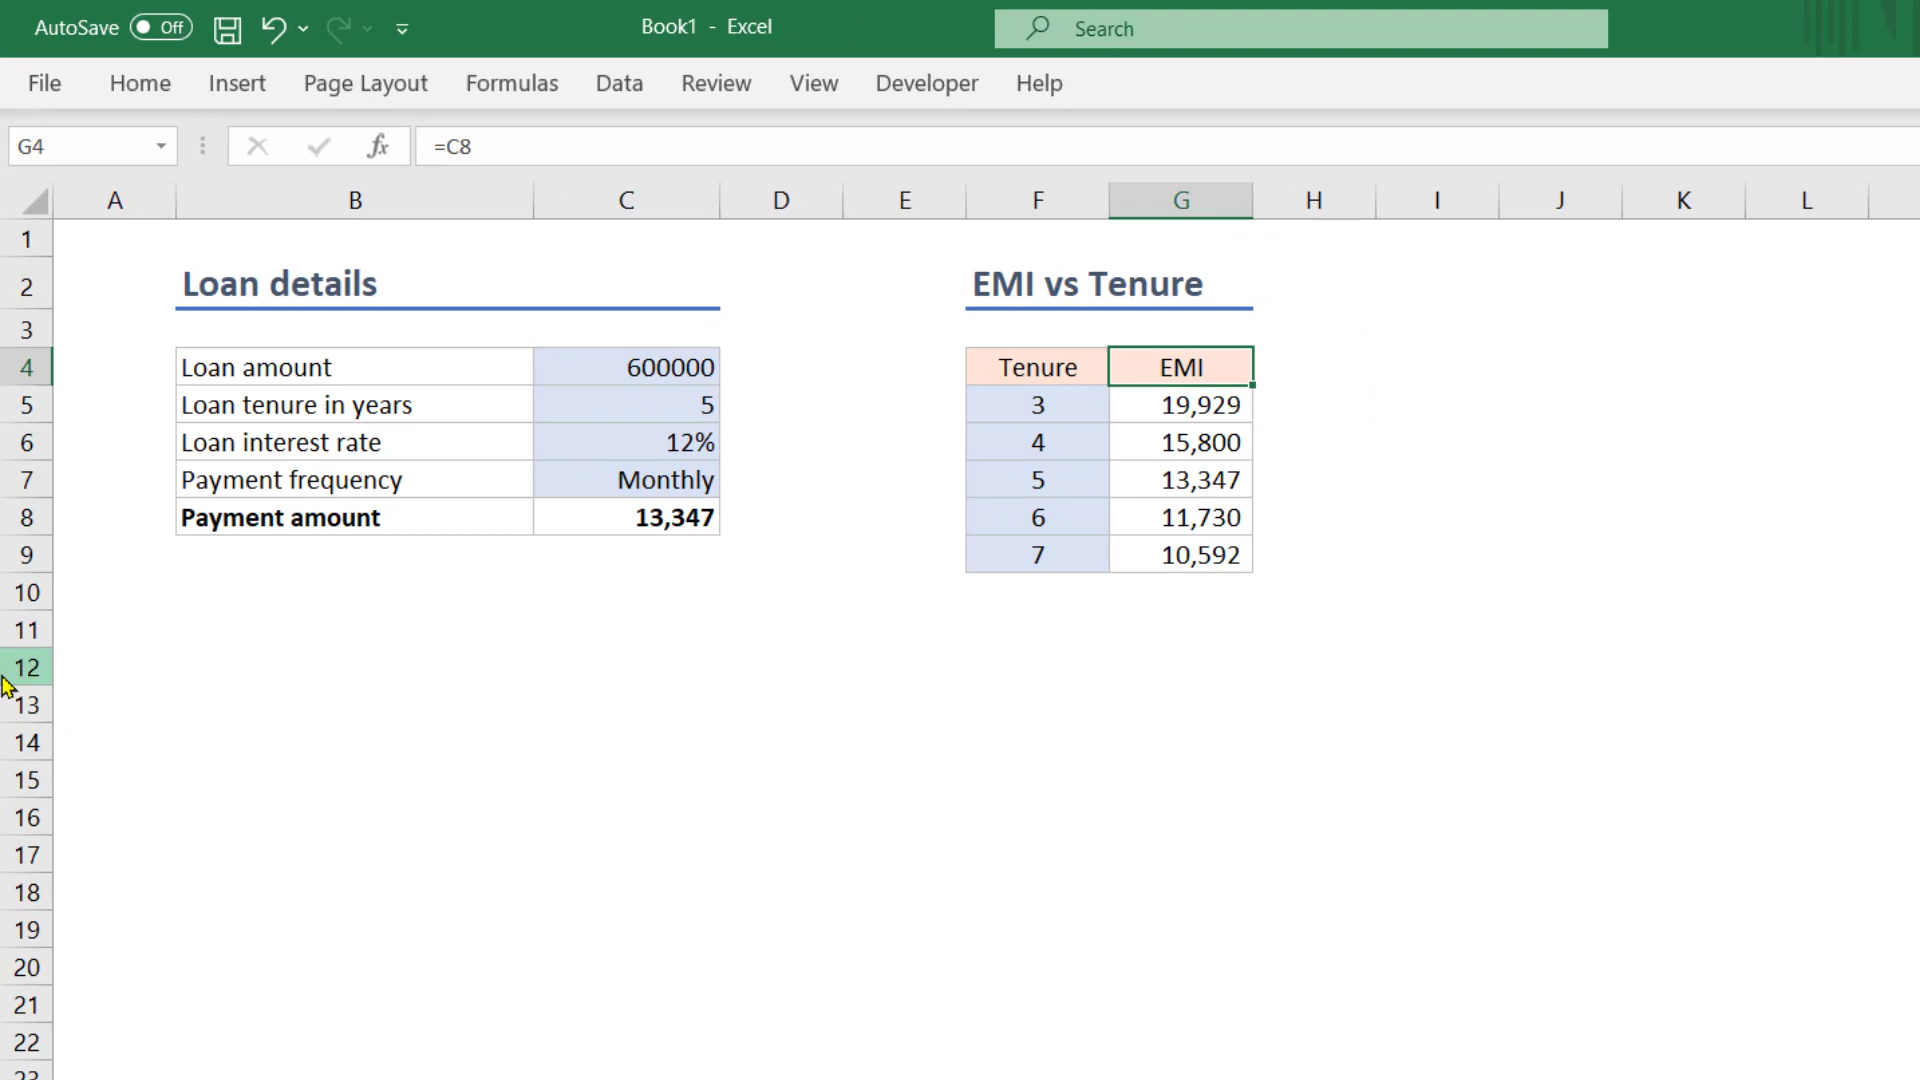 AutoSave Off Book1 - Excel Search
File Home Insert Page Layout Formulas Data Review View Developer Help
G4 fx =C8
A B C D E F G H I J K L
1
2 Loan details EMI vs Tenure
3
4 Loan amount 600000 Tenure EMI
5 Loan tenure in years 5 3 19,929
6 Loan interest rate 12% 4 15,800
7 Payment frequency Monthly 5 13,347
8 Payment amount 13,347 6 11,730
9 7 10,592
10
11
12
13
14
15
16
17
18
19
20
21
22
23